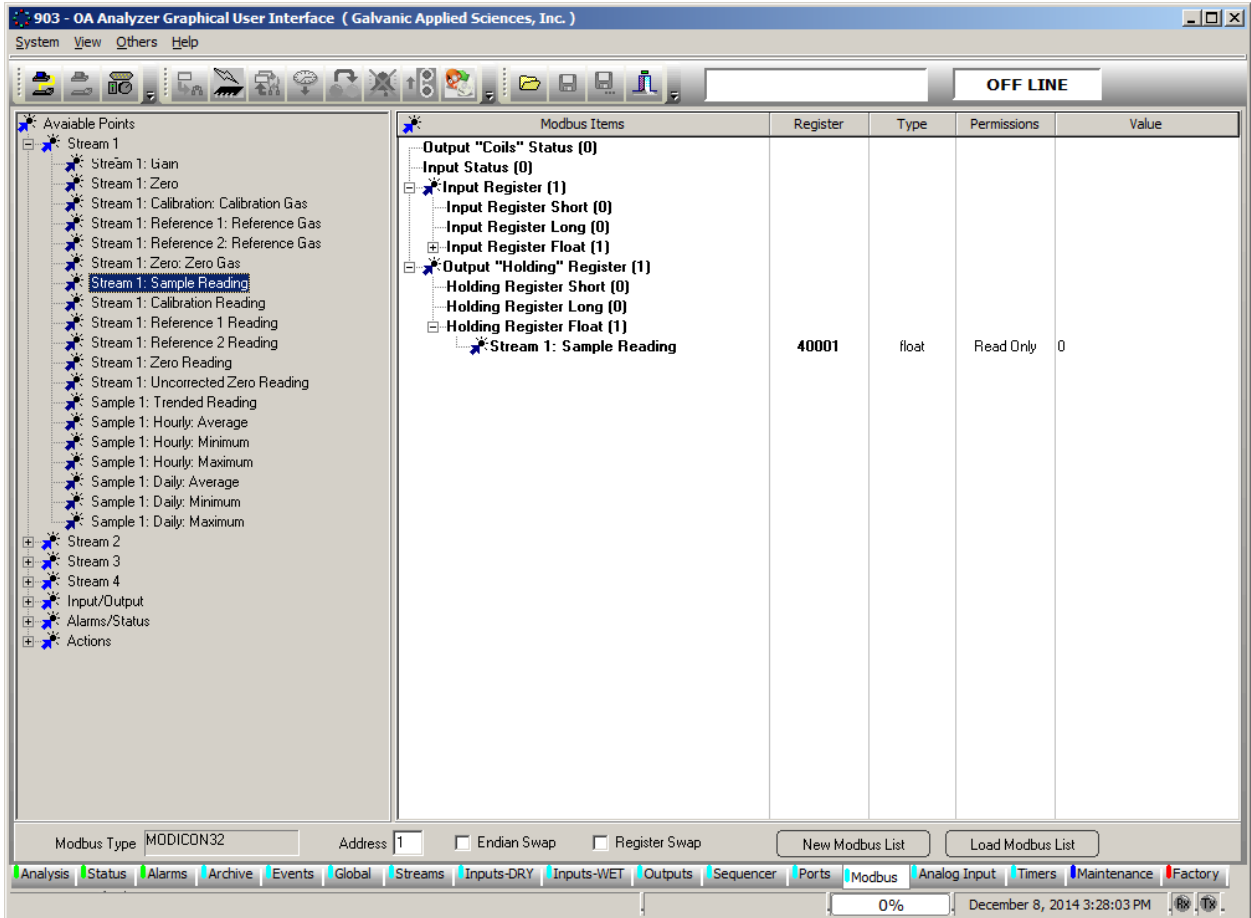 903 - OA Analyzer Graphical User Interface ( Galvanic Applied Sciences, Inc. )
System View Others Help
OFF LINE
Avaiable Points
Stream 1
Stream 1: Gain
Stream 1: Zero
Stream 1: Calibration: Calibration Gas
Stream 1: Reference 1: Reference Gas
Stream 1: Reference 2: Reference Gas
Stream 1: Zero: Zero Gas
Stream 1: Sample Reading
Stream 1: Calibration Reading
Stream 1: Reference 1 Reading
Stream 1: Reference 2 Reading
Stream 1: Zero Reading
Stream 1: Uncorrected Zero Reading
Sample 1: Trended Reading
Sample 1: Hourly: Average
Sample 1: Hourly: Minimum
Sample 1: Hourly: Maximum
Sample 1: Daily: Average
Sample 1: Daily: Minimum
Sample 1: Daily: Maximum
Stream 2
Stream 3
Stream 4
Input/Output
Alarms/Status
Actions
Modbus Items Register Type Permissions Value
Output "Coils" Status (0)
Input Status (0)
Input Register (1)
Input Register Short (0)
Input Register Long (0)
Input Register Float (1)
Output "Holding" Register (1)
Holding Register Short (0)
Holding Register Long (0)
Holding Register Float (1)
Stream 1: Sample Reading 40001 float Read Only 0
Modbus Type MODICON32 Address 1 Endian Swap Register Swap New Modbus List Load Modbus List
Analysis Status Alarms Archive Events Global Streams Inputs-DRY Inputs-WET Outputs Sequencer Ports Modbus Analog Input Timers Maintenance Factory
0% December 8, 2014 3:28:03 PM Rx Tx